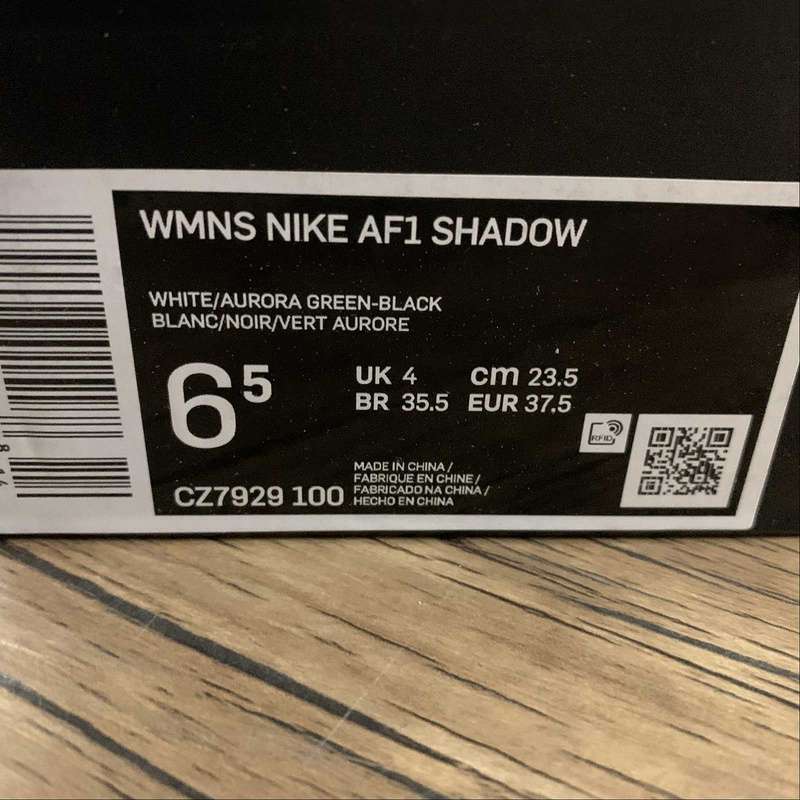 WMNS NIKE AF1 SHADOW
WHITE/AURORA GREEN-BLACK
BLANC/NOIR/VERT AURORE
6 5
UK 4 cm 23.5
BR 35.5 EUR 37.5
RFID
CZ7929 100
MADE IN CHINA /
FABRIQUE EN CHINE /
FABRICADO NA CHINA /
HECHO EN CHINA